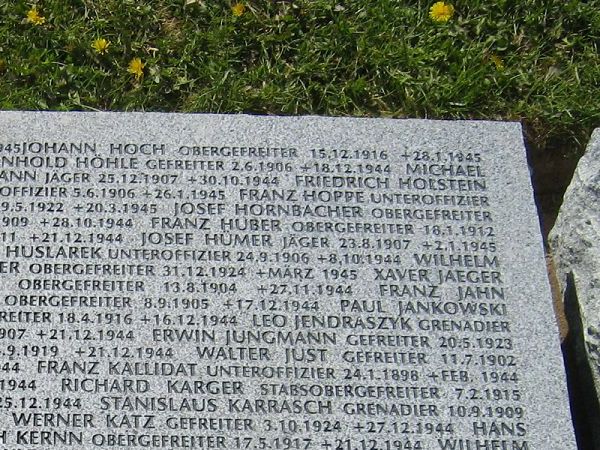 945 JOHANN HOCH OBERGEFREITER 15.12.1916 +28.1.1945
NHOLD HÖHLE GEFREITER 2.6.1906 +18.12.1944 MICHAEL
ANN JÄGER 25.12.1907 +30.10.1944 FRIEDRICH HOLSTEIN
OFFIZIER 5.6.1906 +26.1.1945 FRANZ HOPPE UNTEROFFIZIER
9.5.1922 +20.3.1945 JOSEF HORNBACHER OBERGEFREITER
909 +28.10.1944 FRANZ HUBER OBERGEFREITER 18.1.1912
11 +21.12.1944 JOSEF HUMER JÄGER 23.8.1907 +2.1.1945
HUSLAREK UNTEROFFIZIER 24.9.1906 +8.10.1944 WILHELM
ER OBERGEFREITER 31.12.1924 +MÄRZ 1945 XAVER JAEGER
OBERGEFREITER 13.8.1904 +27.11.1944 FRANZ JAHN
OBERGEFREITER 8.9.1905 +17.12.1944 PAUL JANKOWSKI
REITER 18.4.1916 +16.12.1944 LEO JENDRASZYK GRENADIER
907 +21.12.1944 ERWIN JUNGMANN GEFREITER 20.5.1923
.9.1919 +21.12.1944 WALTER JUST GEFREITER 11.7.1902
44 FRANZ KALLIDAT UNTEROFFIZIER 24.1.1898 +FEB. 1944
1944 RICHARD KARGER STABSOBERGEFREITER 7.2.1915
25.12.1944 STANISLAUS KARRASCH GRENADIER 10.9.1909
WERNER KATZ GEFREITER 3.10.1924 +27.12.1944 HANS
H KERNN OBERGEFREITER 17.5.1917 +21.12.1944 WILHELM